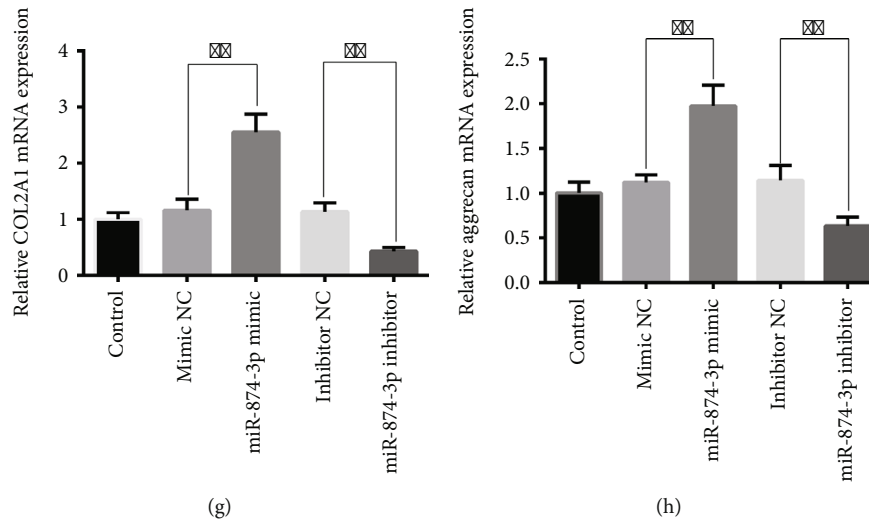 Relative COL2A1 mRNA expression
4
3
2
1
0
Control
Mimic NC
miR-874-3p mimic
Inhibitor NC
miR-874-3p inhibitor
(g)
Relative aggrecan mRNA expression
2.5
2.0
1.5
1.0
0.5
0.0
Control
Mimic NC
miR-874-3p mimic
Inhibitor NC
miR-874-3p inhibitor
(h)